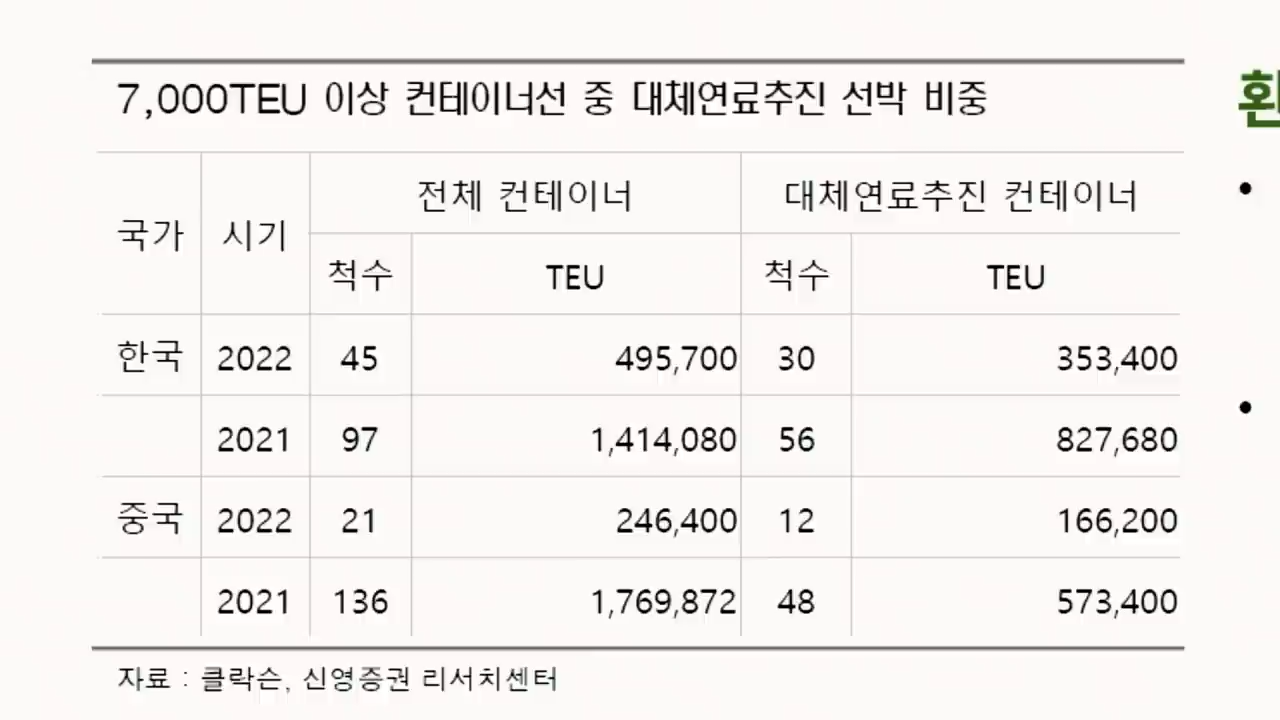 7,000TEU 이상 컨테이너선 중 대체연료추진 선박 비중
국가 시기 전체 컨테이너 대체연료추진 컨테이너
척수 TEU 척수 TEU
한국 2022 45 495,700 30 353,400
2021 97 1,414,080 56 827,680
중국 2022 21 246,400 12 166,200
2021 136 1,769,872 48 573,400
자료 : 클락슨, 신영증권 리서치센터